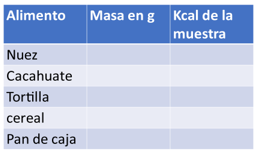 Alimento Masa en g Kcal de la
muestra
Nuez
Cacahuate
Tortilla
cereal
Pan de caja